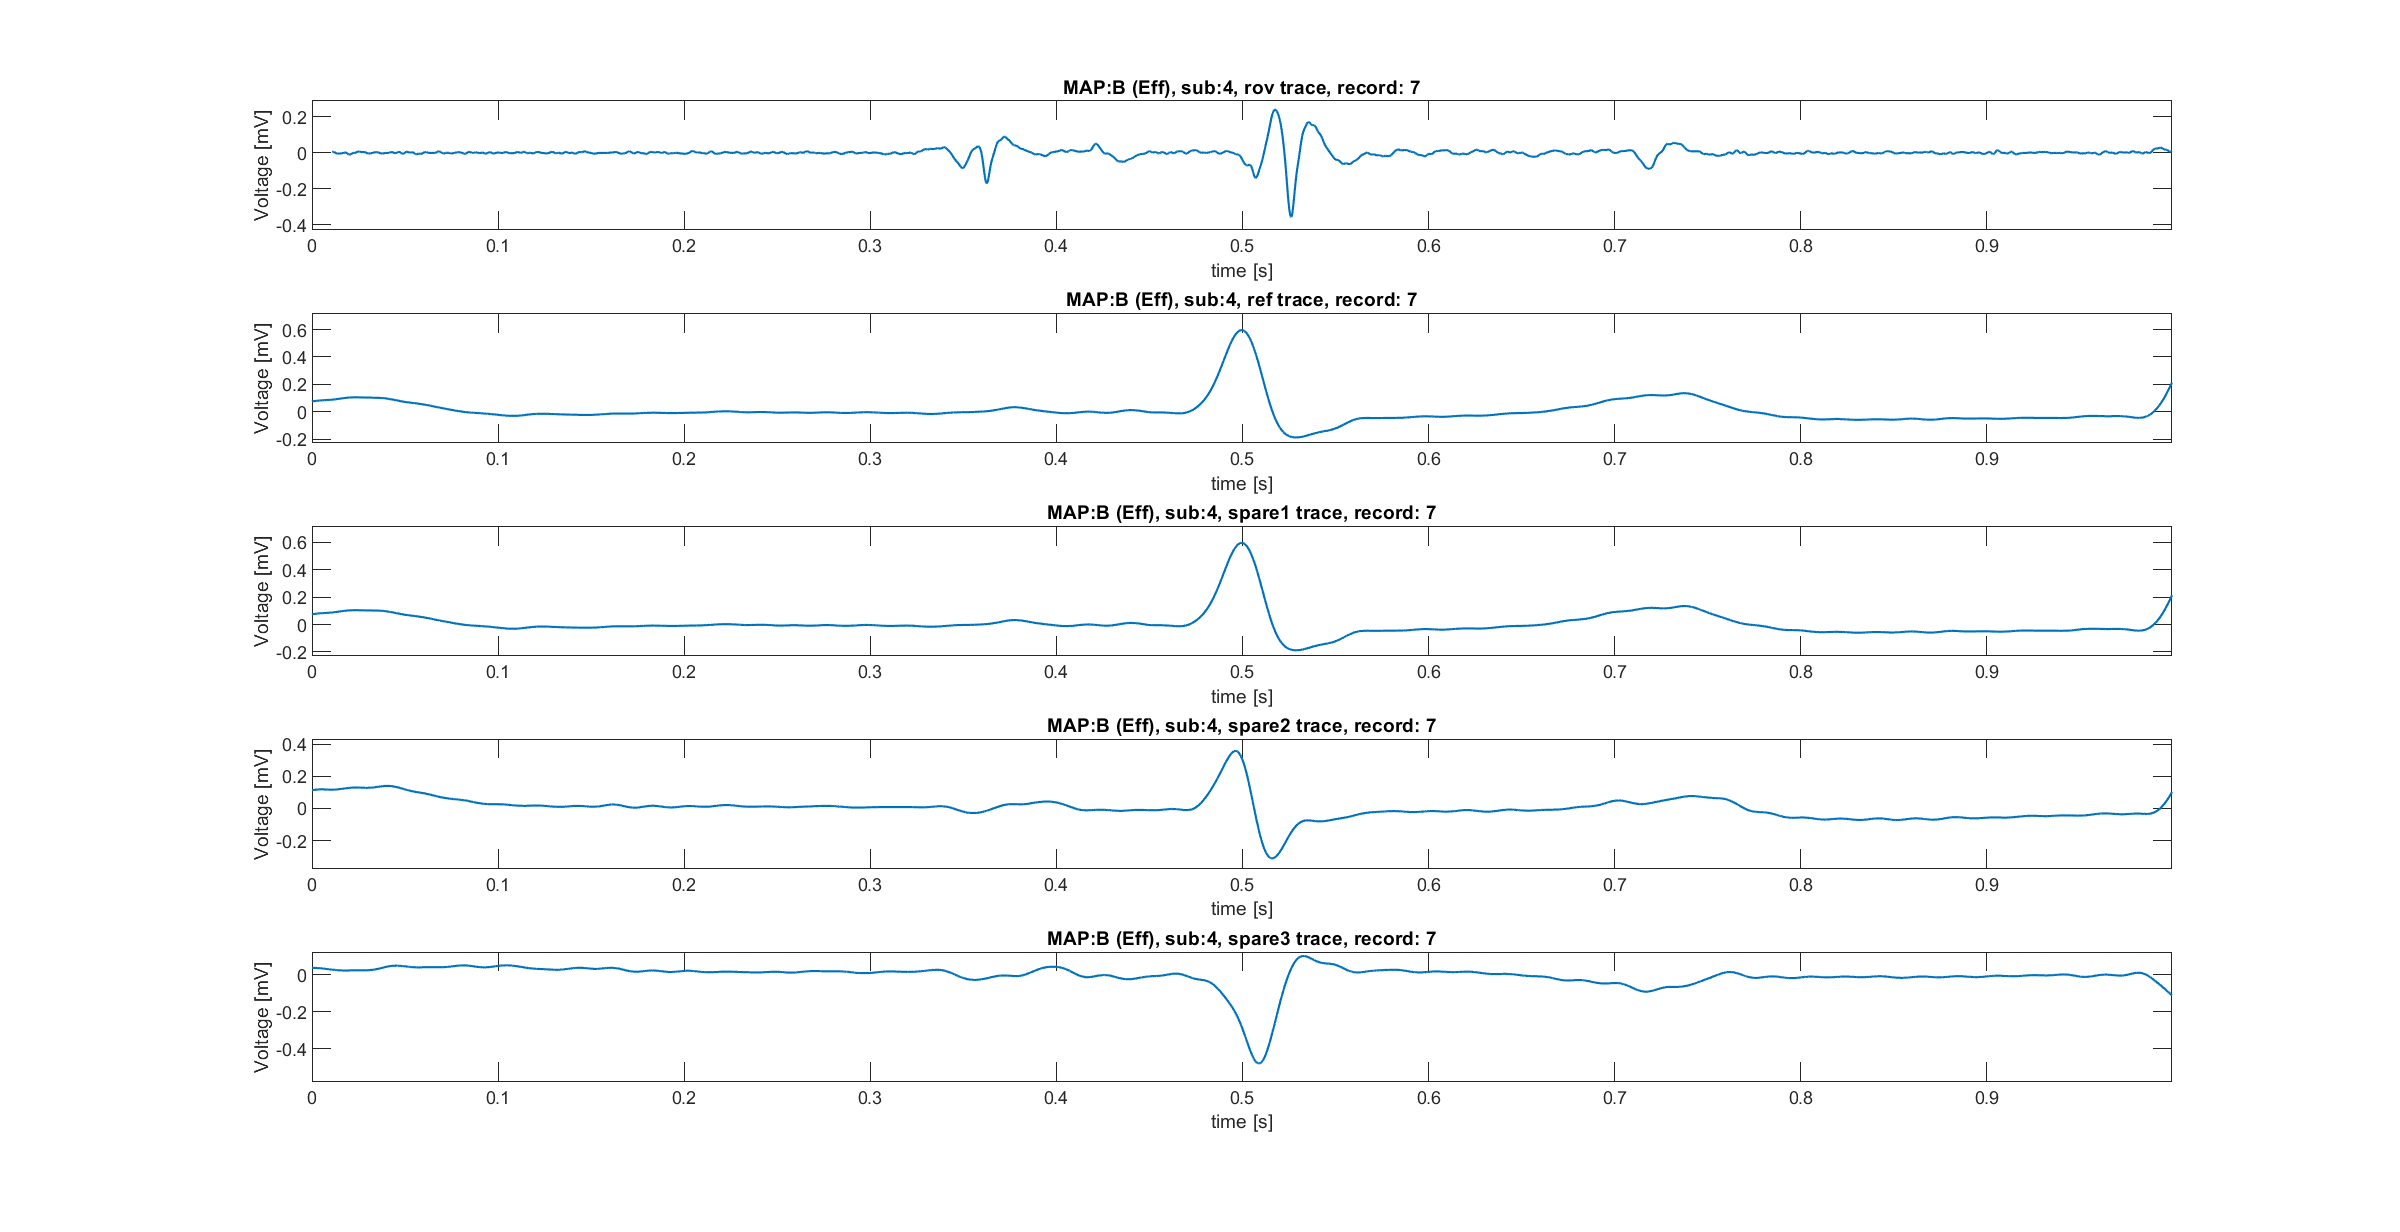 MAP:B (Eff), sub:4, rov trace, record: 7
Voltage [mV]
0.2
0
-0.2
-0.4
0 0.1 0.2 0.3 0.4 0.5 0.6 0.7 0.8 0.9
time [s]
MAP:B (Eff), sub:4, ref trace, record: 7
Voltage [mV]
0.6
0.4
0.2
0
-0.2
0 0.1 0.2 0.3 0.4 0.5 0.6 0.7 0.8 0.9
time [s]
MAP:B (Eff), sub:4, spare1 trace, record: 7
Voltage [mV]
0.6
0.4
0.2
0
-0.2
0 0.1 0.2 0.3 0.4 0.5 0.6 0.7 0.8 0.9
time [s]
MAP:B (Eff), sub:4, spare2 trace, record: 7
Voltage [mV]
0.4
0.2
0
-0.2
0 0.1 0.2 0.3 0.4 0.5 0.6 0.7 0.8 0.9
time [s]
MAP:B (Eff), sub:4, spare3 trace, record: 7
Voltage [mV]
0
-0.2
-0.4
0 0.1 0.2 0.3 0.4 0.5 0.6 0.7 0.8 0.9
time [s]